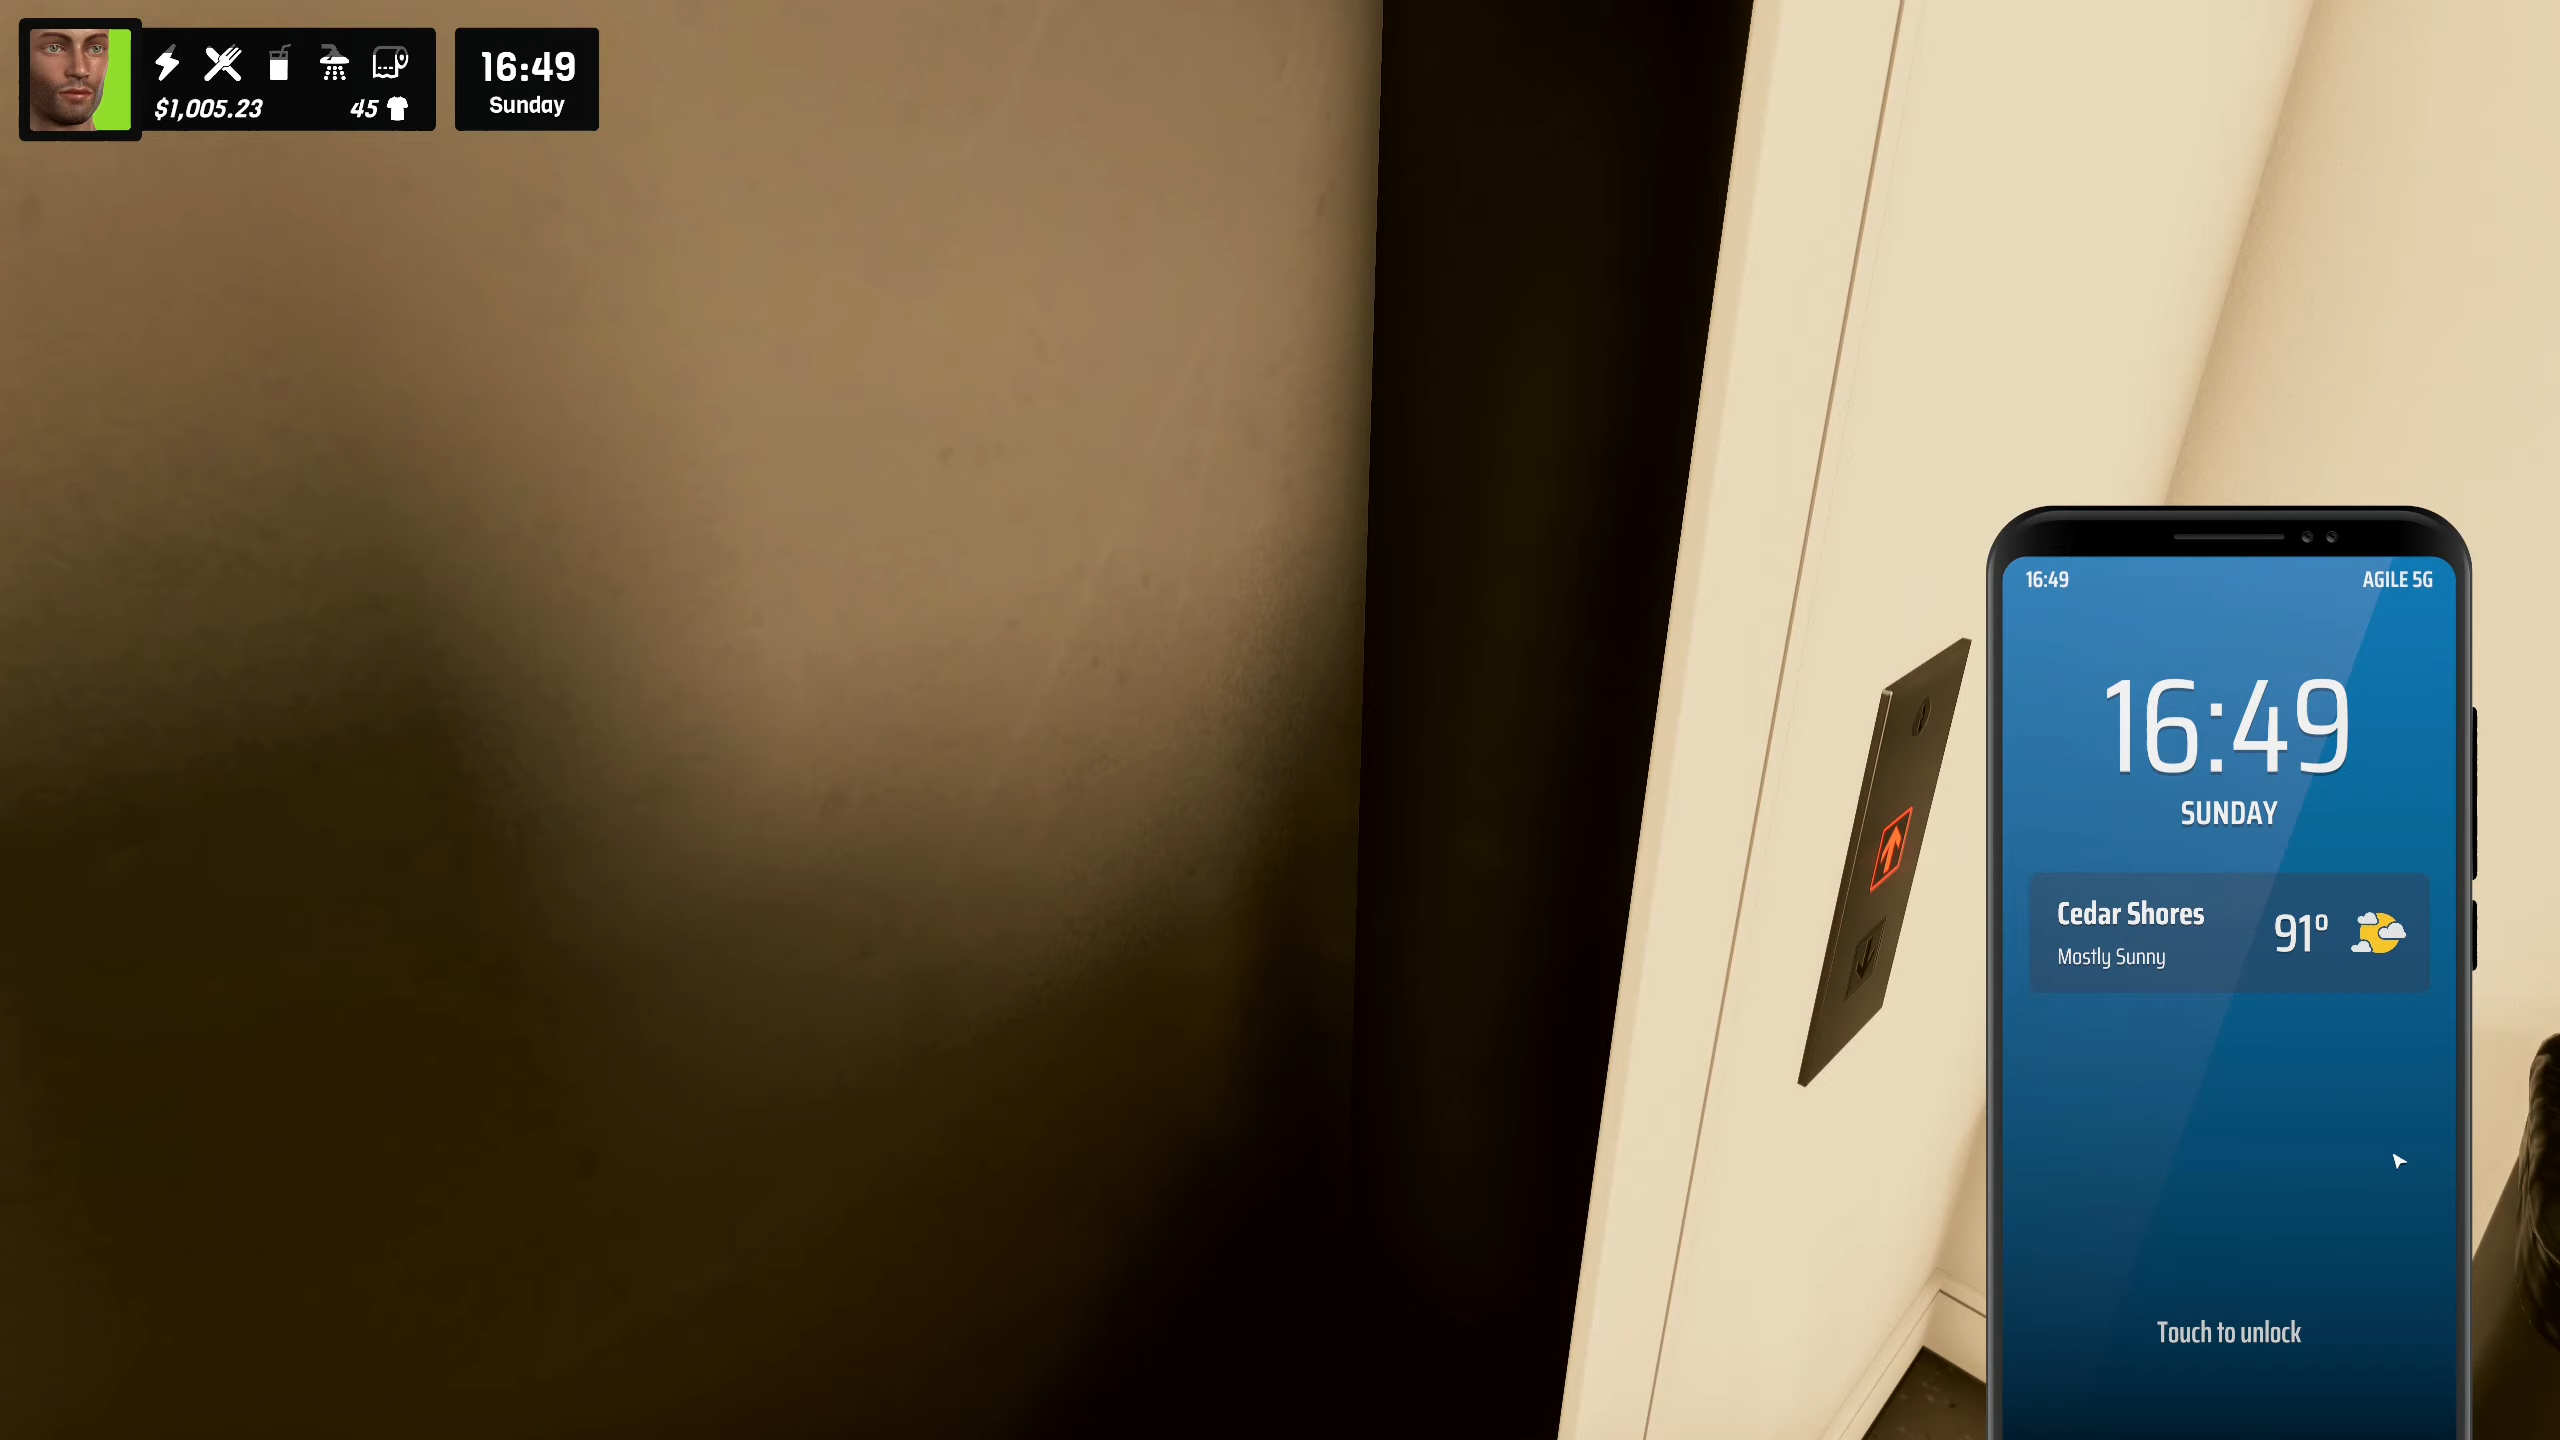 16:49
Sunday
$1,005.23
45
16:49
AGILE 5G
16:49
SUNDAY
Cedar Shores
Mostly Sunny
91º
Touch to unlock